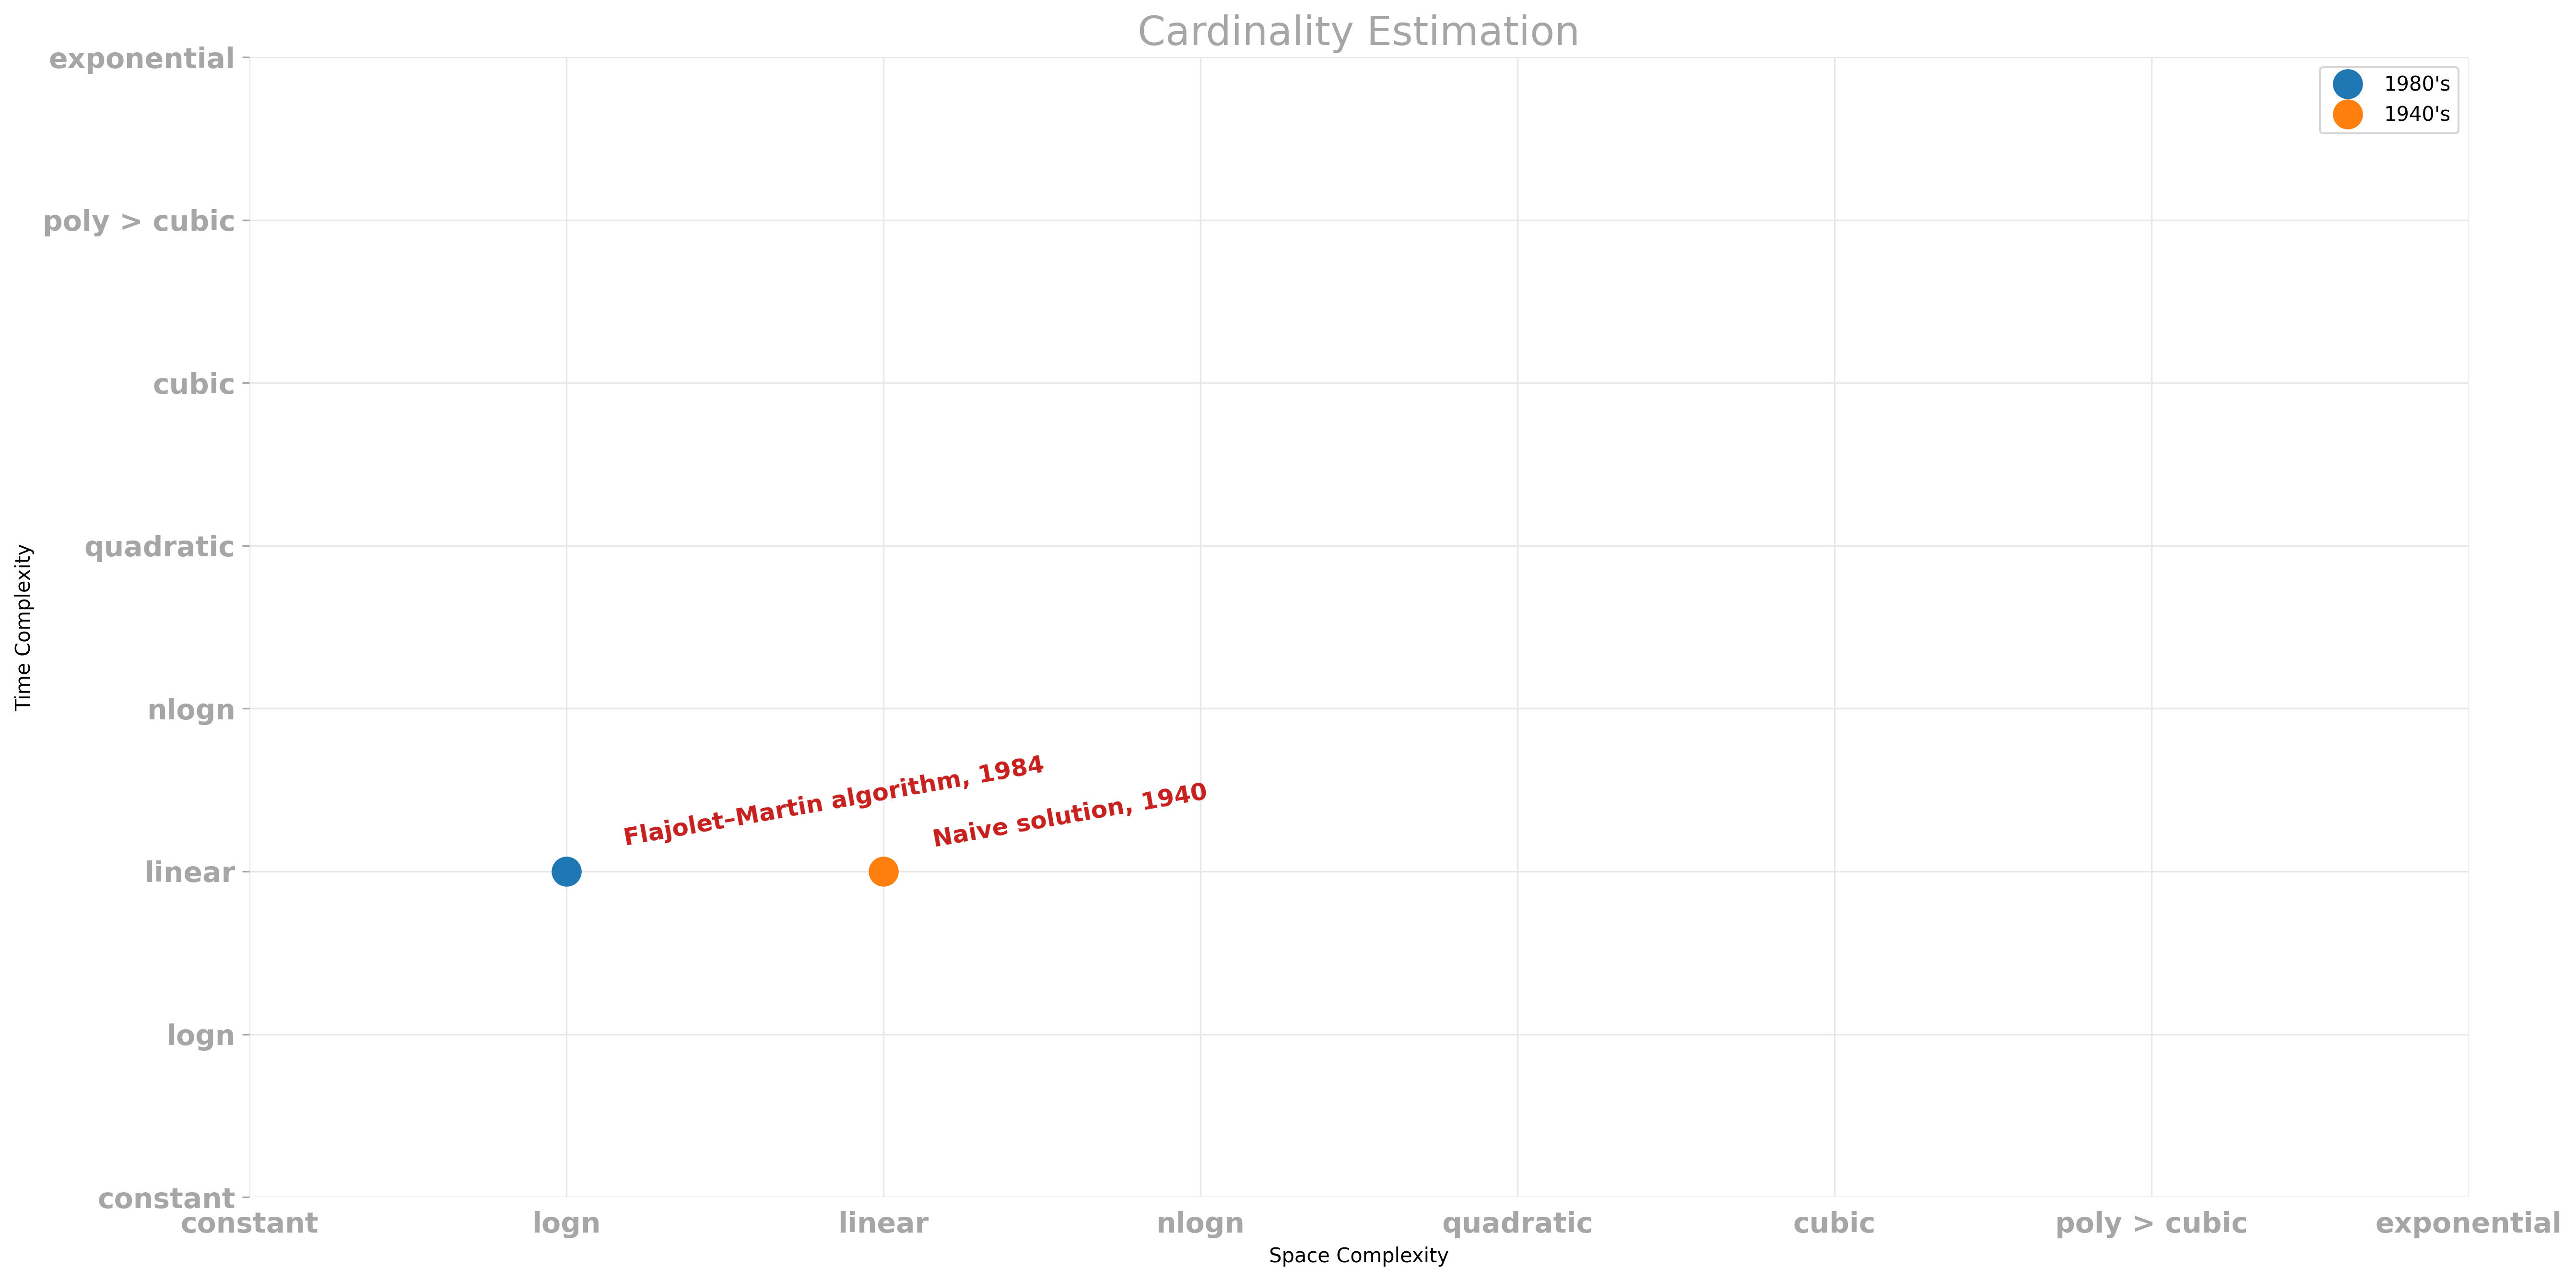 Cardinality Estimation
1980's
1940's
exponential
poly > cubic
cubic
quadratic
nlogn
linear
logn
constant
Time Complexity
Flajolet–Martin algorithm, 1984
Naive solution, 1940
constant
logn
linear
nlogn
quadratic
cubic
poly > cubic
exponential
Space Complexity